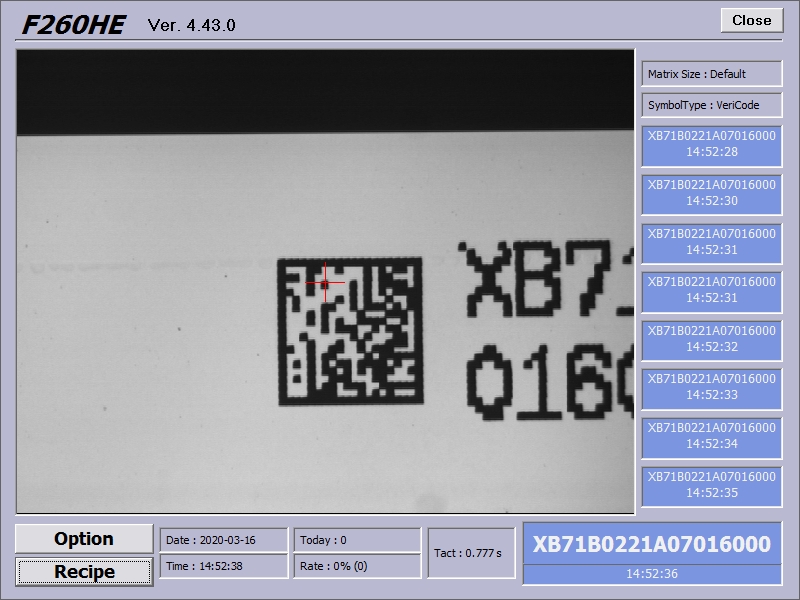 F260HE Ver. 4.43.0
Close
XB71
0160
Matrix Size : Default
SymbolType : VeriCode
XB71B0221A07016000
14:52:28
XB71B0221A07016000
14:52:30
XB71B0221A07016000
14:52:31
XB71B0221A07016000
14:52:31
XB71B0221A07016000
14:52:32
XB71B0221A07016000
14:52:33
XB71B0221A07016000
14:52:34
XB71B0221A07016000
14:52:35
Option
Recipe
Date : 2020-03-16
Time : 14:52:38
Today : 0
Rate : 0% (0)
Tact : 0.777 s
XB71B0221A07016000
14:52:36